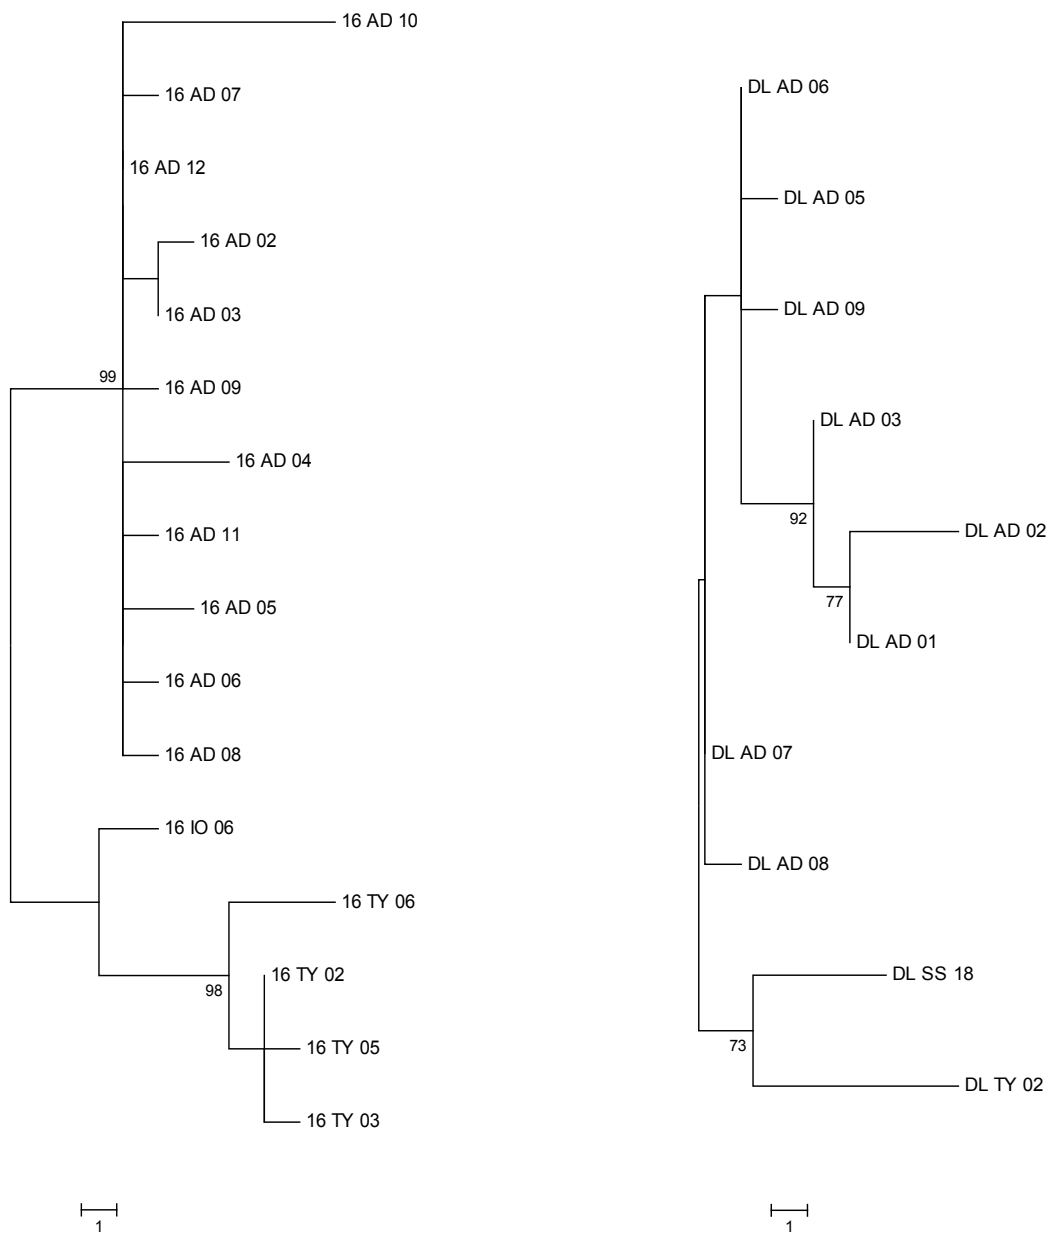 16 AD 10
16 AD 07
16 AD 12
16 AD 02
16 AD 03
99
16 AD 09
16 AD 04
16 AD 11
16 AD 05
16 AD 06
16 AD 08
16 IO 06
16 TY 06
16 TY 02
98
16 TY 05
16 TY 03
1
DL AD 06
DL AD 05
DL AD 09
DL AD 03
92
DL AD 02
77
DL AD 01
DL AD 07
DL AD 08
DL SS 18
73
DL TY 02
1